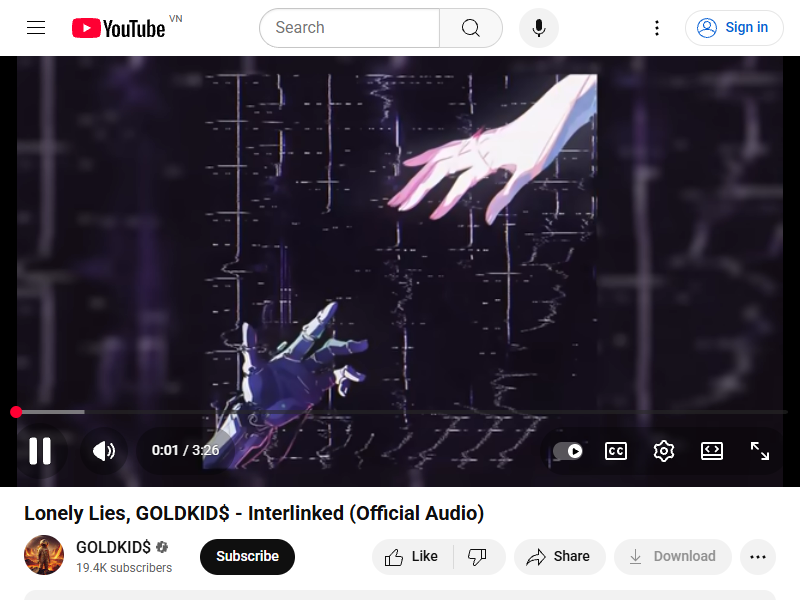 YouTube VN
Search
Sign in
0:01 / 3:26
CC
Lonely Lies, GOLDKID$ - Interlinked (Official Audio)
GOLDKID$
19.4K subscribers
Subscribe
Like
Share
Download